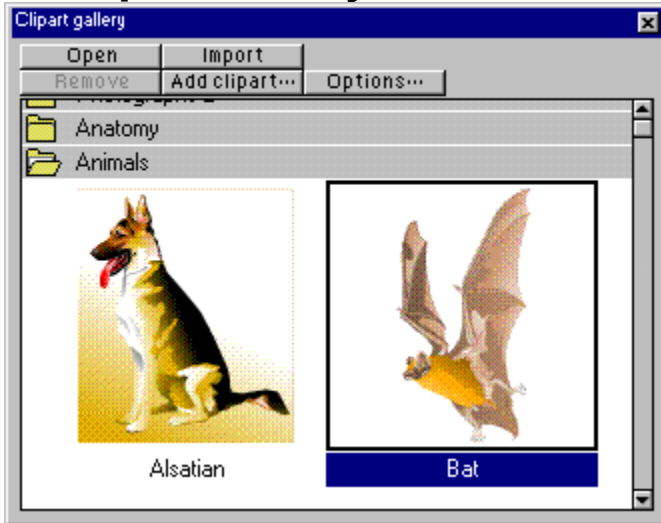 Clipart gallery
Open Import
Remove Add clipart··· Options···
Anatomy
Animals
Alsatian Bat